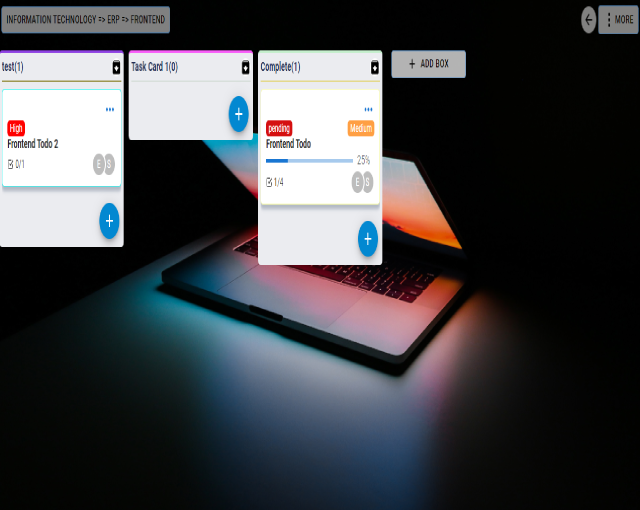 INFORMATION TECHNOLOGY => ERP => FRONTEND
MORE
test(1)
Task Card 1(0)
Complete(1)
ADD BOX
High
Frontend Todo 2
0/1
E S
pending
Medium
Frontend Todo
25%
1/4
E S